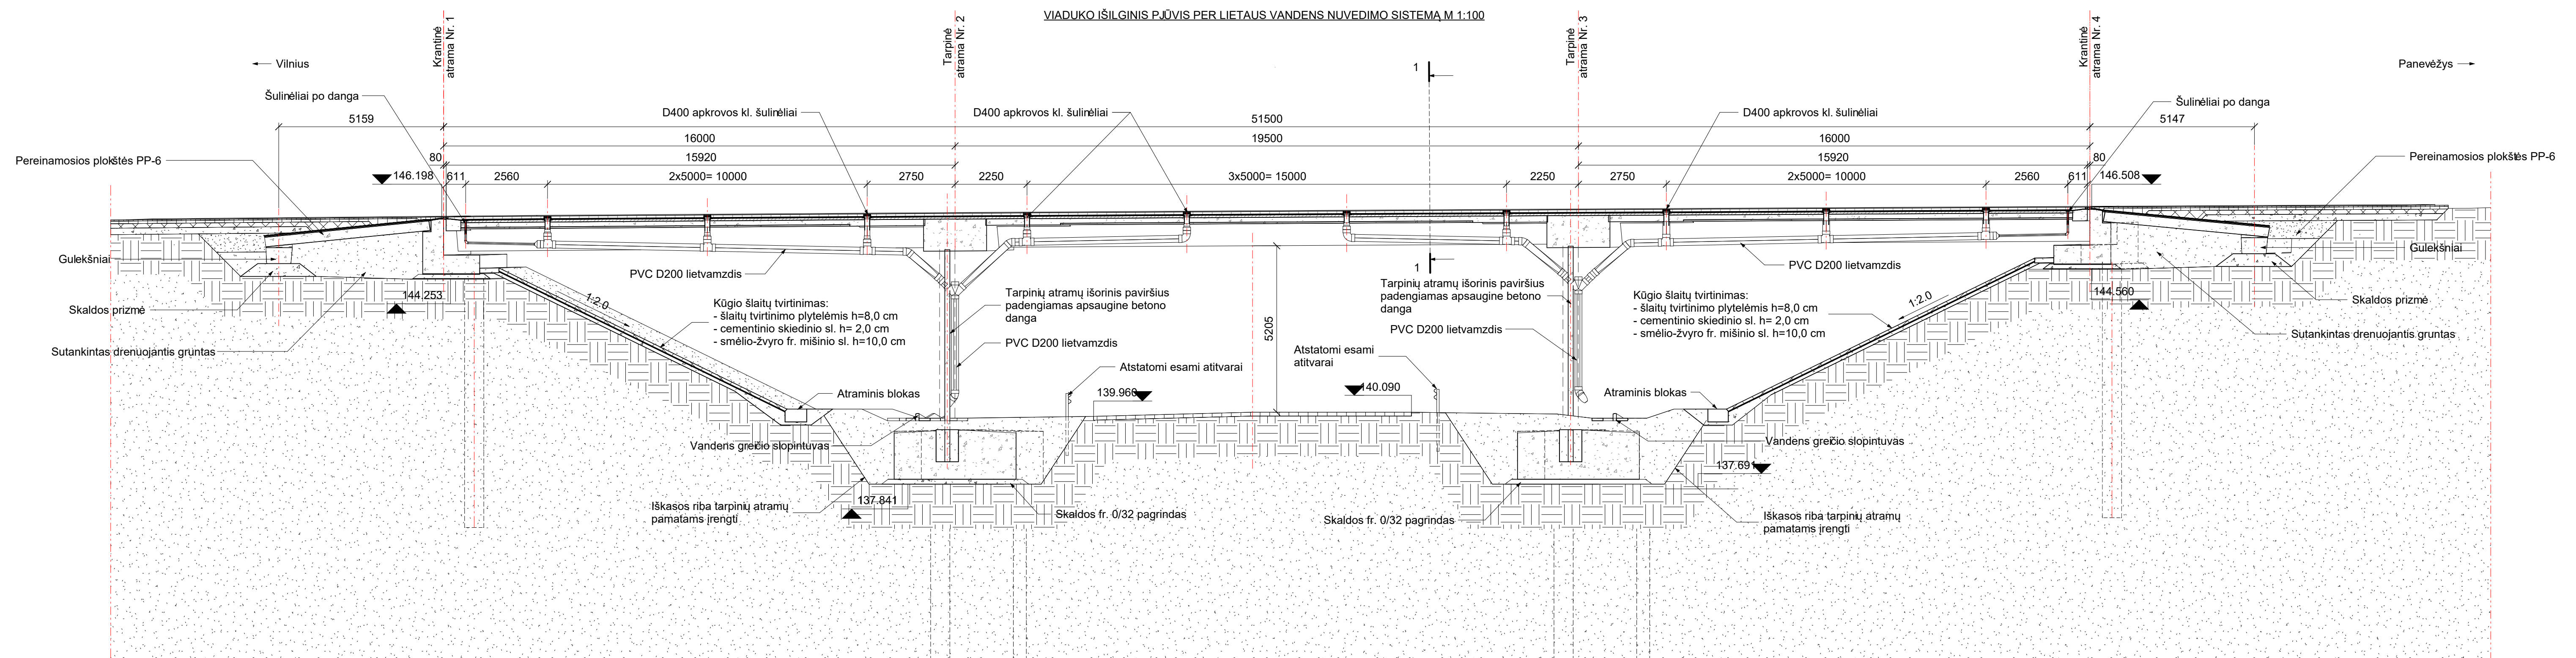 VIADUKO IŠILGINIS PJŪVIS PER LIETAUS VANDENS NUVEDIMO SISTEMĄ M 1:100
Krantinė
atrama Nr. 1
Tarpinė
atrama Nr. 2
Tarpinė
atrama Nr. 3
Krantinė
atrama Nr. 4
Vilnius
1
Panevėžys
Šulinėliai po danga
D400 apkrovos kl. šulinėliai
D400 apkrovos kl. šulinėliai
D400 apkrovos kl. šulinėliai
Šulinėliai po danga
5159
51500
5147
16000
19500
16000
Pereinamosios plokštės PP-6
80
15920
15920
80
Pereinamosios plokštės PP-6
146.198
611
2560
2x5000= 10000
2750
2250
3x5000= 15000
2250
2750
2x5000= 10000
2560
611
146.508
Gulekšniai
PVC D200 lietvamzdis
1
PVC D200 lietvamzdis
Gulekšniai
144.253
1:2.0
Kūgio šlaitų tvirtinimas:
- šlaitų tvirtinimo plytelėmis h=8,0 cm
- cementinio skiedinio sl. h= 2,0 cm
- smėlio-žvyro fr. mišinio sl. h=10,0 cm
Tarpinių atramų išorinis paviršius
padengiamas apsaugine betono
danga
Tarpinių atramų išorinis paviršius
padengiamas apsaugine betono
danga
Kūgio šlaitų tvirtinimas:
- šlaitų tvirtinimo plytelėmis h=8,0 cm
- cementinio skiedinio sl. h= 2,0 cm
- smėlio-žvyro fr. mišinio sl. h=10,0 cm
1:2.0
144.560
Skaldos prizmė
Skaldos prizmė
Sutankintas drenuojantis gruntas
PVC D200 lietvamzdis
5205
PVC D200 lietvamzdis
Sutankintas drenuojantis gruntas
Atstatomi esami atitvarai
Atstatomi esami
atitvarai
Atraminis blokas
139.960
140.090
Atraminis blokas
Vandens greičio slopintuvas
Vandens greičio slopintuvas
137.841
137.691
Iškasos riba tarpinių atramų
pamatams įrengti
Skaldos fr. 0/32 pagrindas
Skaldos fr. 0/32 pagrindas
Iškasos riba tarpinių atramų
pamatams įrengti